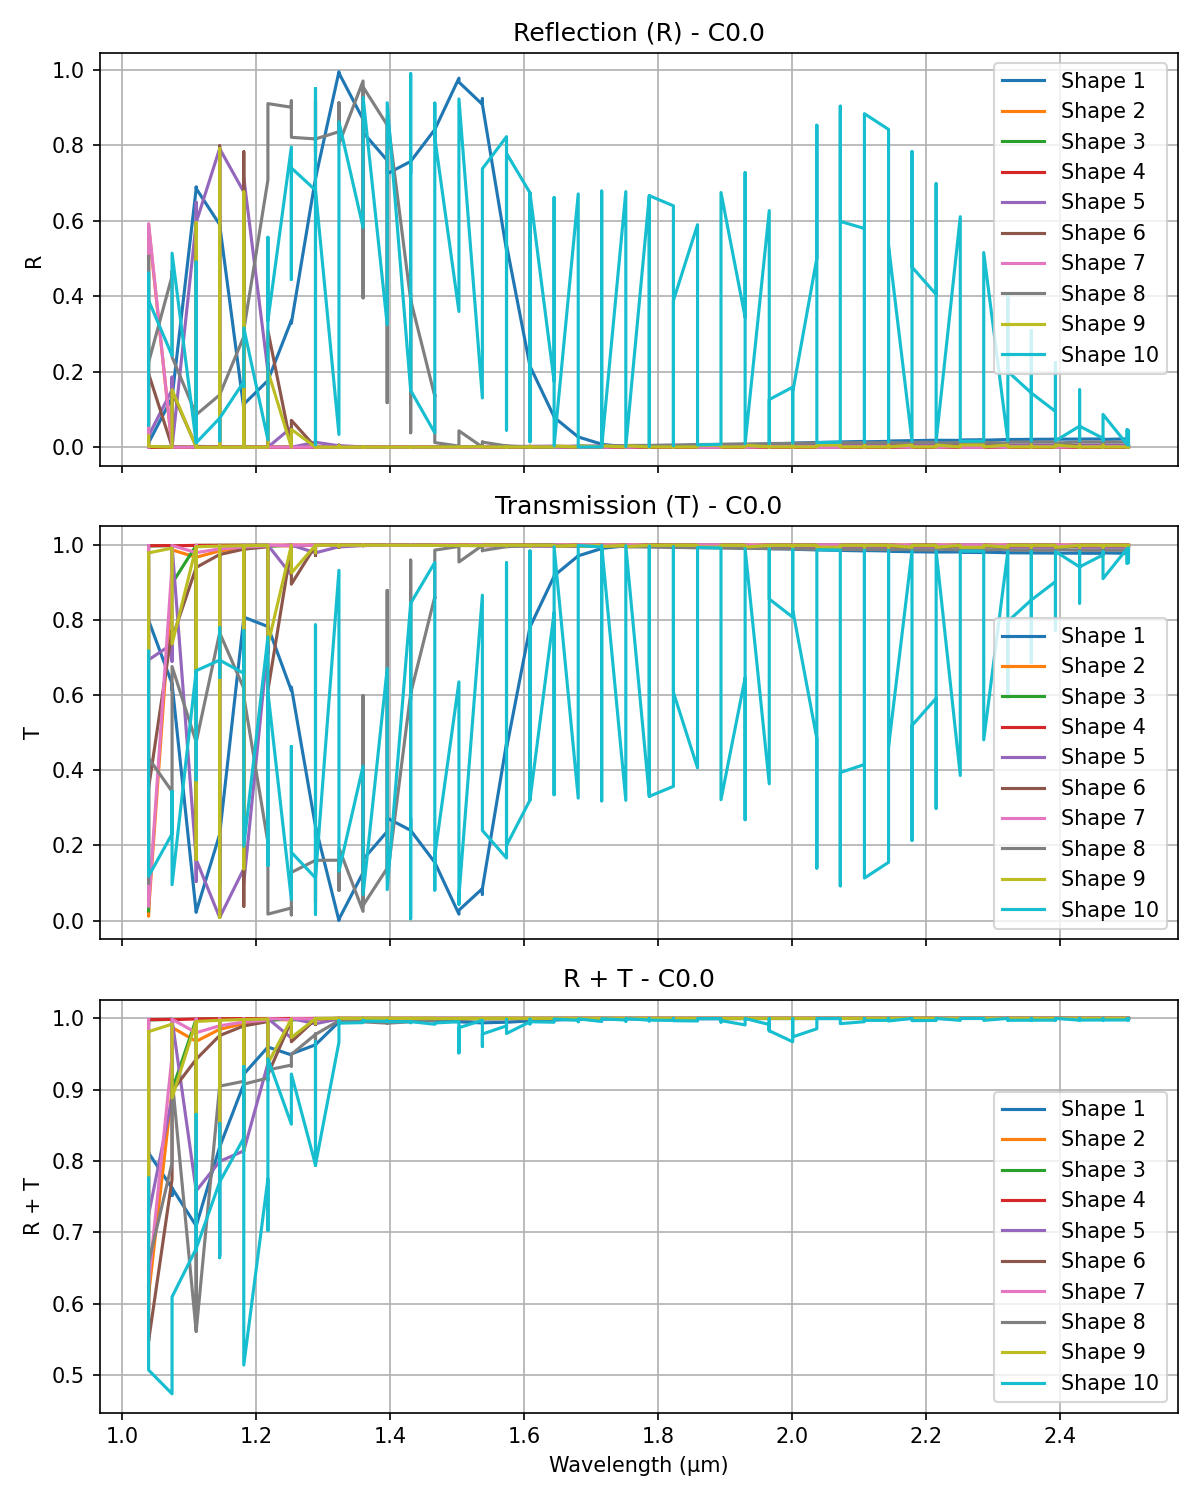 Reflection (R) - C0.0
1.0
0.8
0.6
0.4
0.2
0.0
R
Shape 1
Shape 2
Shape 3
Shape 4
Shape 5
Shape 6
Shape 7
Shape 8
Shape 9
Shape 10
Transmission (T) - C0.0
1.0
0.8
0.6
0.4
0.2
0.0
T
Shape 1
Shape 2
Shape 3
Shape 4
Shape 5
Shape 6
Shape 7
Shape 8
Shape 9
Shape 10
R + T - C0.0
1.0
0.9
0.8
0.7
0.6
0.5
R + T
Shape 1
Shape 2
Shape 3
Shape 4
Shape 5
Shape 6
Shape 7
Shape 8
Shape 9
Shape 10
1.0 1.2 1.4 1.6 1.8 2.0 2.2 2.4
Wavelength (μm)